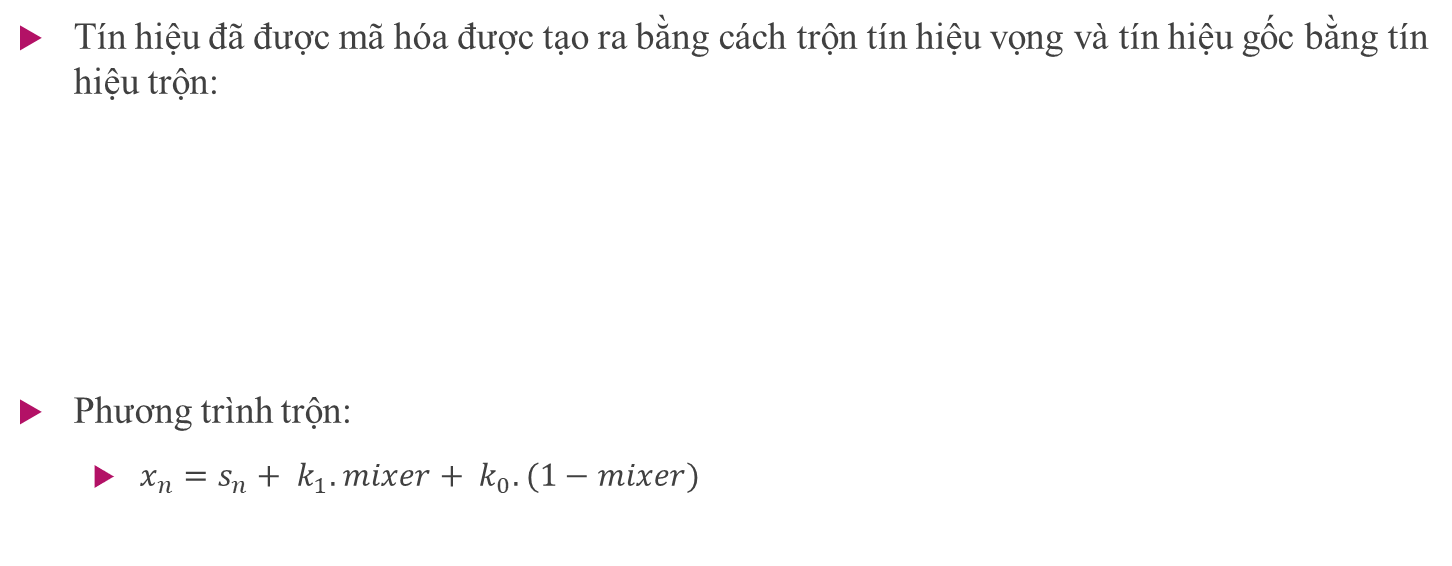 Tín hiệu đã được mã hóa được tạo ra bằng cách trộn tín hiệu vọng và tín hiệu gốc bằng tín
hiệu trộn:
Phương trình trộn:
xₙ = sₙ + k₁. mixer + k₀. (1 − mixer)